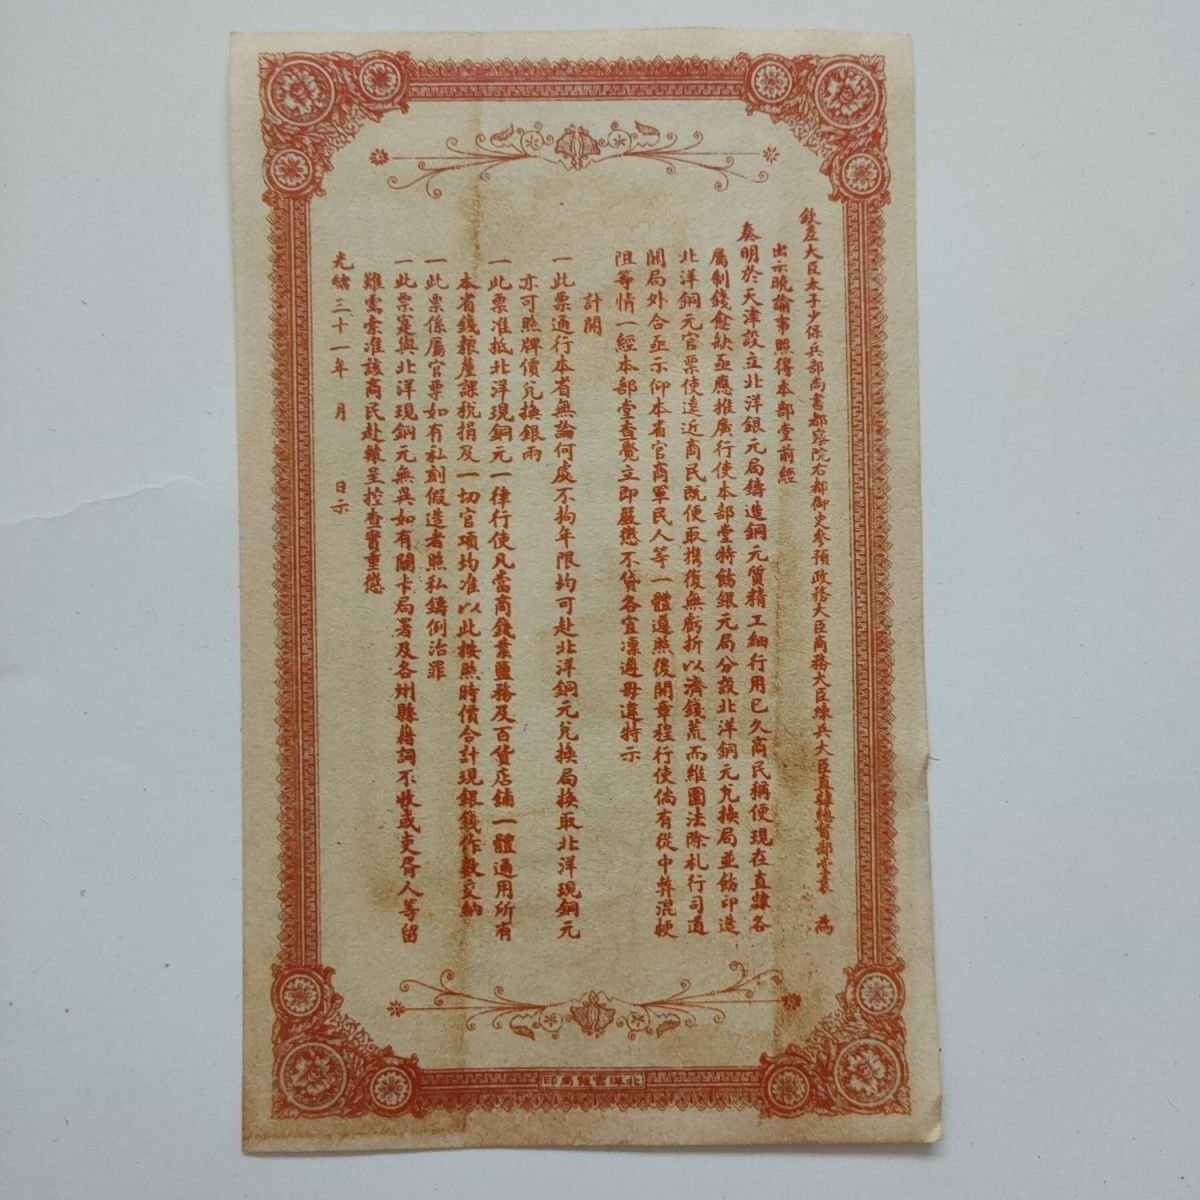 欽差大臣太子少保兵部尚書都察院右都御史參預政務大臣商務大臣練兵大臣直隸總督部堂袁 為
出示曉諭事照得本部堂前經
奏明於天津設立北洋銀元局鑄造銅元質精工細行用已久商民稱便現在直隸各
屬制錢愈缺亟應推廣行使本部堂特飭銀元局分設北洋銅元兌換局並飭印造
北洋銅元官票使遠近商民既便取携復無虧折以濟錢荒而維圜法除札行司道
關局外合亟示仰本省官商軍民人等一體遵照後開章程行使倘有從中弊混梗
阻等情一經本部堂查覺立即嚴懲不貸各宜凛遵毋違特示
計開
一此票通行本省無論何處不拘年限均可赴北洋銅元兌換局換取北洋現銅元
亦可照牌價兌換銀兩
一此票准抵北洋現銅元一律行使凡當商錢業鹽務及百貨店鋪一體通用所有
本省錢糧釐課稅捐及一切官項均准以此按照時價合計現銀錢作數交納
一此票係屬官票如有私刻假造者照私鑄例治罪
一此票寔與北洋現銅元無異如有關卡局署及各州縣藉詞不收或吏胥人等留
難需索准該商民赴轅呈控查實重懲
光緒三十一年 月 日示
北洋官報局印